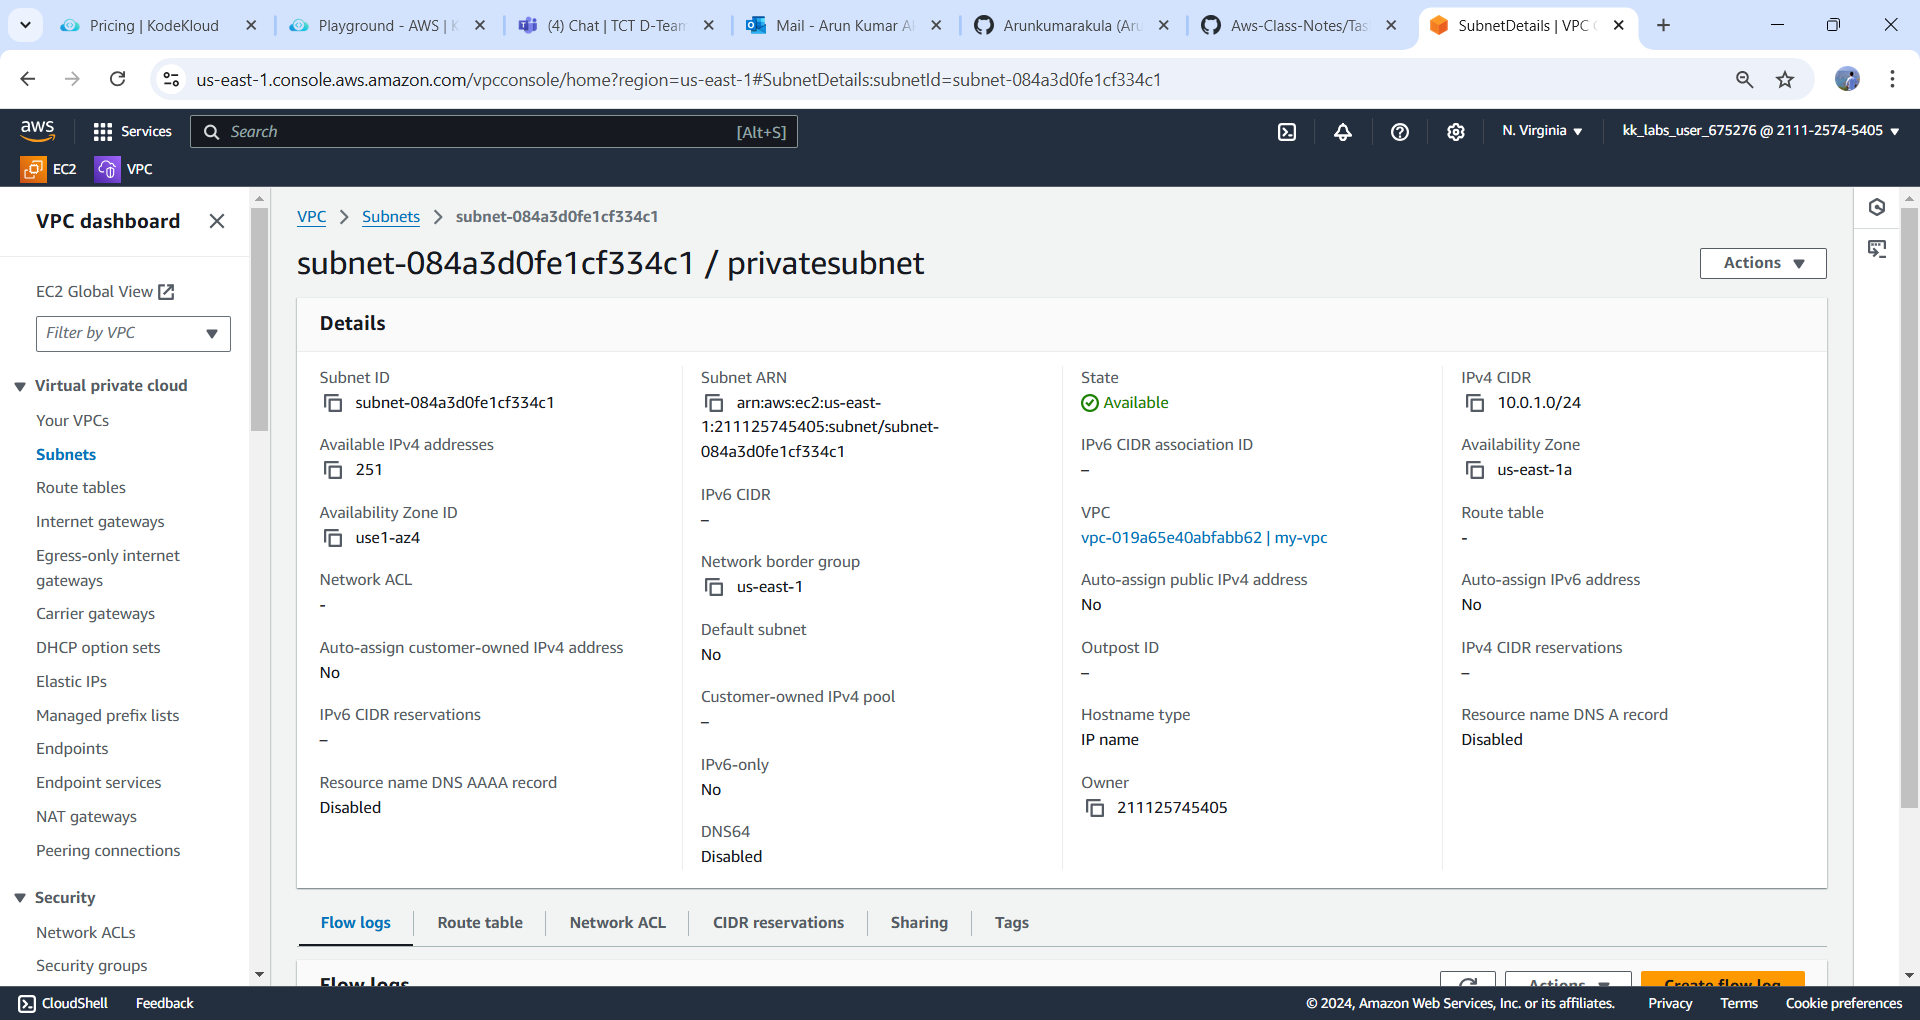 Pricing | KodeKloud
Playground - AWS | K
(4) Chat | TCT D-Team
Mail - Arun Kumar A
Arunkumarakula (Aru
Aws-Class-Notes/Tas
SubnetDetails | VPC C
us-east-1.console.aws.amazon.com/vpcconsole/home?region=us-east-1#SubnetDetails:subnetId=subnet-084a3d0fe1cf334c1
aws
Services
Search
[Alt+S]
N. Virginia
kk_labs_user_675276 @ 2111-2574-5405
EC2
VPC
VPC dashboard
EC2 Global View
Filter by VPC
Virtual private cloud
Your VPCs
Subnets
Route tables
Internet gateways
Egress-only internet
gateways
Carrier gateways
DHCP option sets
Elastic IPs
Managed prefix lists
Endpoints
Endpoint services
NAT gateways
Peering connections
Security
Network ACLs
Security groups
VPC
Subnets
subnet-084a3d0fe1cf334c1
subnet-084a3d0fe1cf334c1 / privatesubnet
Actions
Details
Subnet ID
subnet-084a3d0fe1cf334c1
Available IPv4 addresses
251
Availability Zone ID
use1-az4
Network ACL
-
Auto-assign customer-owned IPv4 address
No
IPv6 CIDR reservations
–
Resource name DNS AAAA record
Disabled
Subnet ARN
arn:aws:ec2:us-east-
1:211125745405:subnet/subnet-
084a3d0fe1cf334c1
IPv6 CIDR
–
Network border group
us-east-1
Default subnet
No
Customer-owned IPv4 pool
–
IPv6-only
No
DNS64
Disabled
State
Available
IPv6 CIDR association ID
–
VPC
vpc-019a65e40abfabb62 | my-vpc
Auto-assign public IPv4 address
No
Outpost ID
–
Hostname type
IP name
Owner
211125745405
IPv4 CIDR
10.0.1.0/24
Availability Zone
us-east-1a
Route table
-
Auto-assign IPv6 address
No
IPv4 CIDR reservations
–
Resource name DNS A record
Disabled
Flow logs
Route table
Network ACL
CIDR reservations
Sharing
Tags
Flow logs
Actions
Create flow log
CloudShell
Feedback
© 2024, Amazon Web Services, Inc. or its affiliates.
Privacy
Terms
Cookie preferences